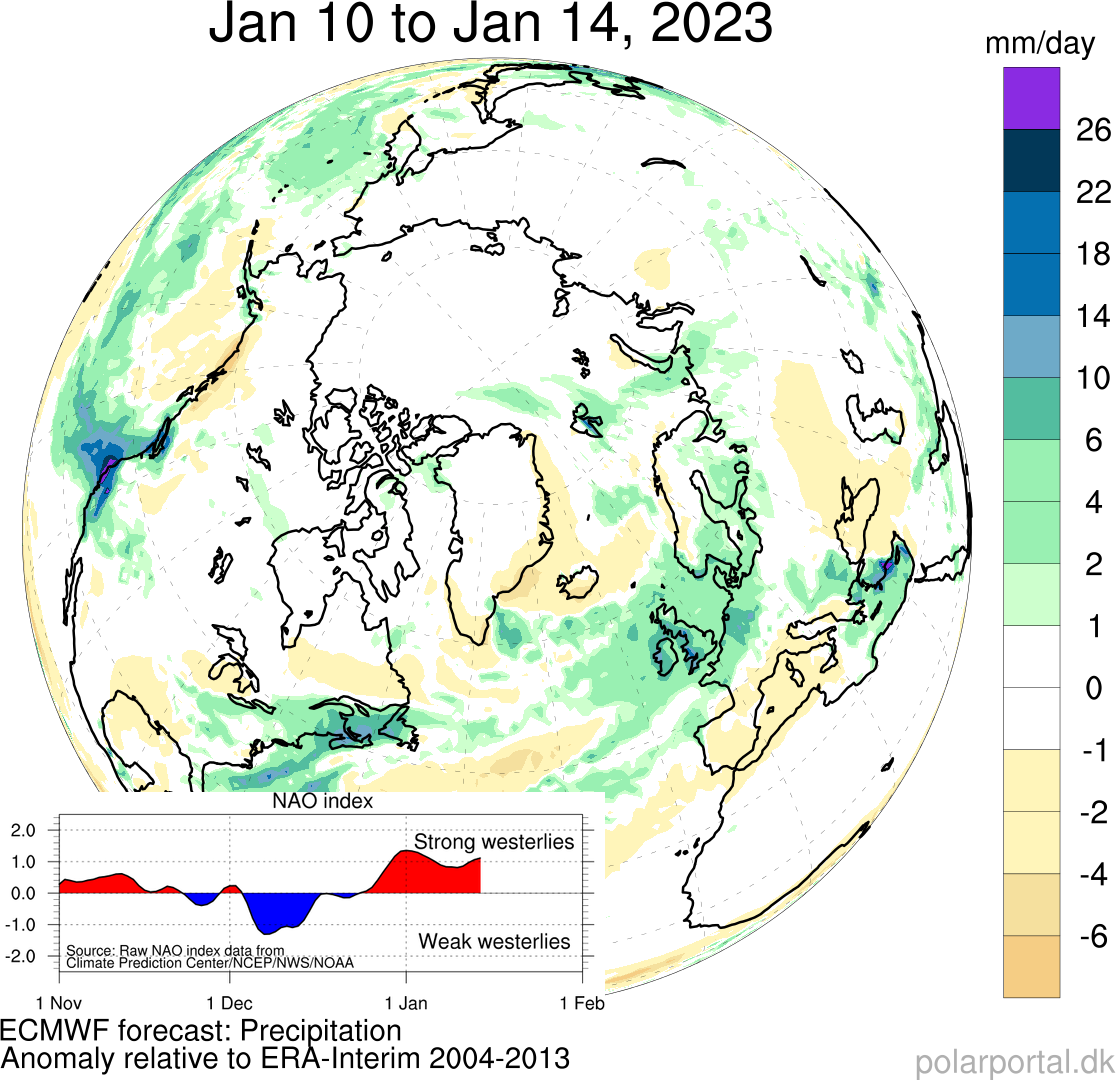 Jan 10 to Jan 14, 2023
mm/day
26
22
18
14
10
6
4
2
1
0
-1
-2
-4
-6
NAO index
2.0
1.0
0.0
-1.0
-2.0
Strong westerlies
Weak westerlies
Source: Raw NAO index data from
Climate Prediction Center/NCEP/NWS/NOAA
1 Nov 1 Dec 1 Jan 1 Feb
ECMWF forecast: Precipitation
Anomaly relative to ERA-Interim 2004-2013
polarportal.dk